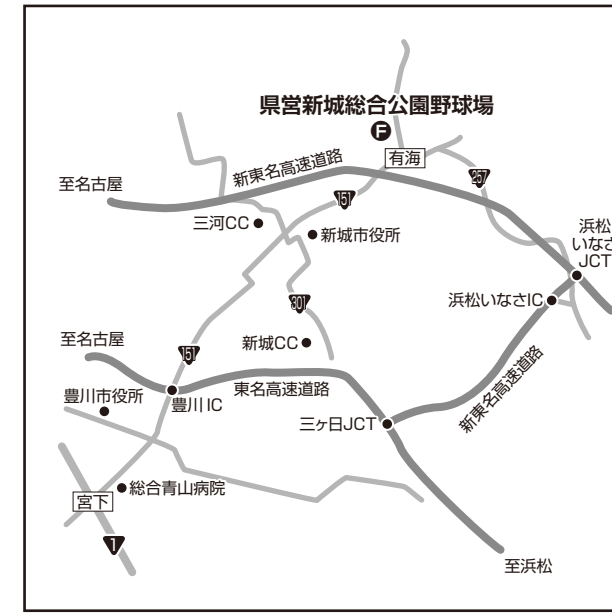 県営新城総合公園野球場
F
有海
新東名高速道路
至名古屋
257
151
三河CC
新城市役所
浜松
いなさ
JCT
浜松いなさIC
301
新城CC
至名古屋
151
東名高速道路
豊川IC
豊川市役所
新東名高速道路
三ヶ日JCT
総合青山病院
宮下
1
至浜松